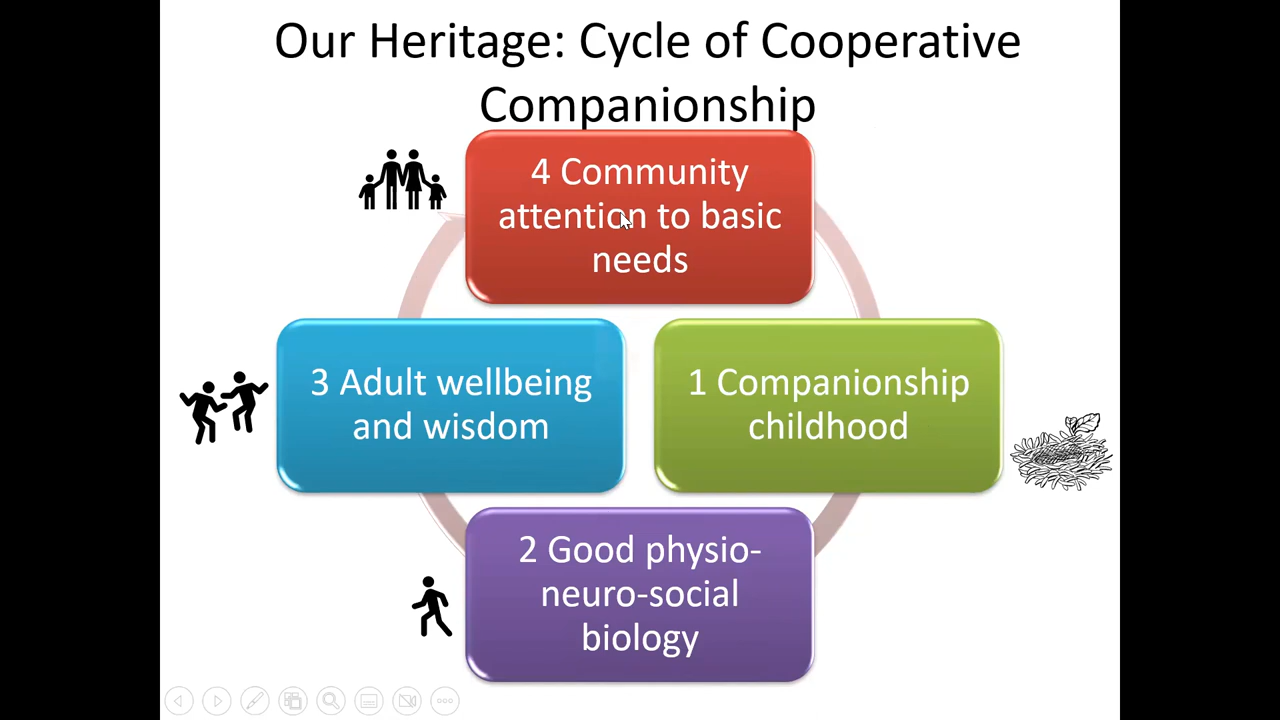 Our Heritage: Cycle of Cooperative
Companionship
4 Community
attention to basic
needs
3 Adult wellbeing
and wisdom
1 Companionship
childhood
2 Good physio-
neuro-social
biology